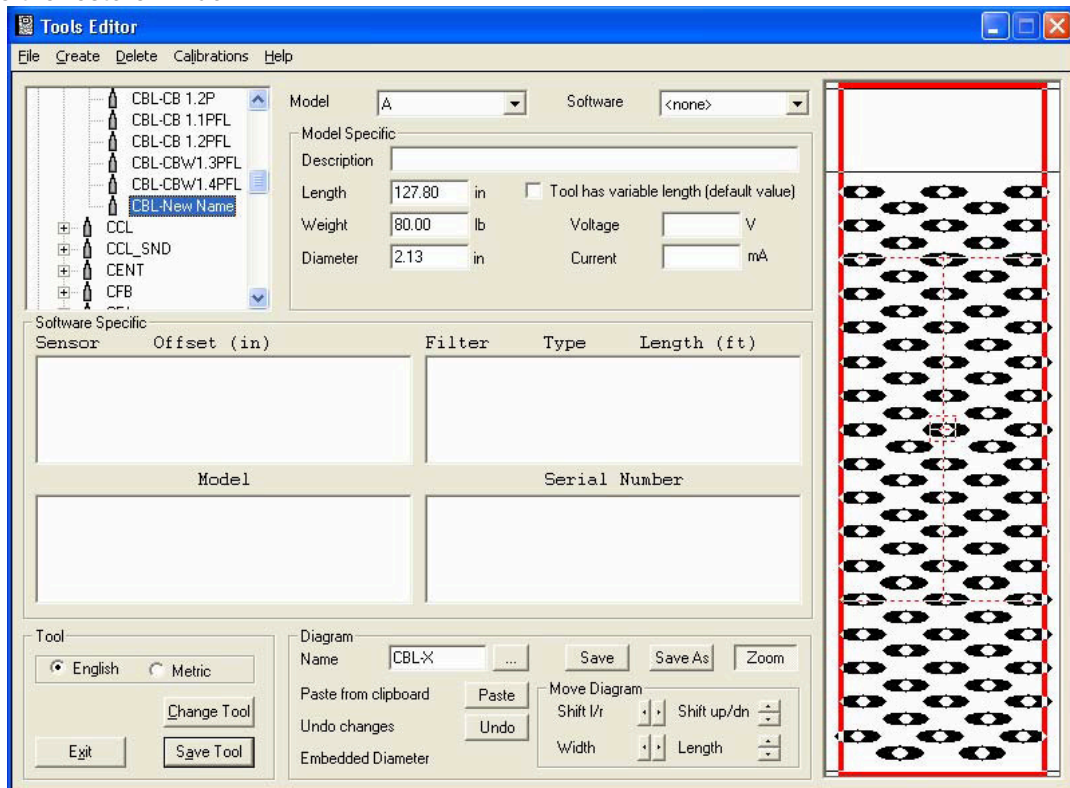 Tools Editor
File Create Delete Calibrations Help
CBL-CB 1.2P
CBL-CB 1.1PFL
CBL-CB 1.2PFL
CBL-CBW1.3PFL
CBL-CBW1.4PFL
CBL-New Name
CCL
CCL_SND
CENT
CFB
Model A Software <none>
Model Specific
Description
Length 127.80 in Tool has variable length (default value)
Weight 80.00 lb Voltage V
Diameter 2.13 in Current mA
Software Specific
Sensor Offset (in) Filter Type Length (ft)
Model Serial Number
Tool
English Metric
Change Tool
Exit Save Tool
Diagram
Name CBL-X ... Save Save As Zoom
Paste from clipboard Paste
Undo changes Undo
Embedded Diameter
Move Diagram
Shift l/r Shift up/dn
Width Length